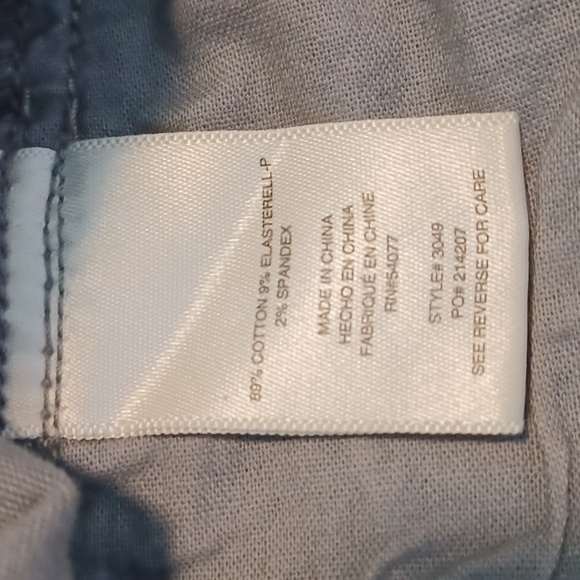 89% COTTON 9% ELASTERELL-P
2% SPANDEX
MADE IN CHINA
HECHO EN CHINA
FABRIQUÉ EN CHINE
RN#54077
STYLE# 3049
PO# 214207
SEE REVERSE FOR CARE